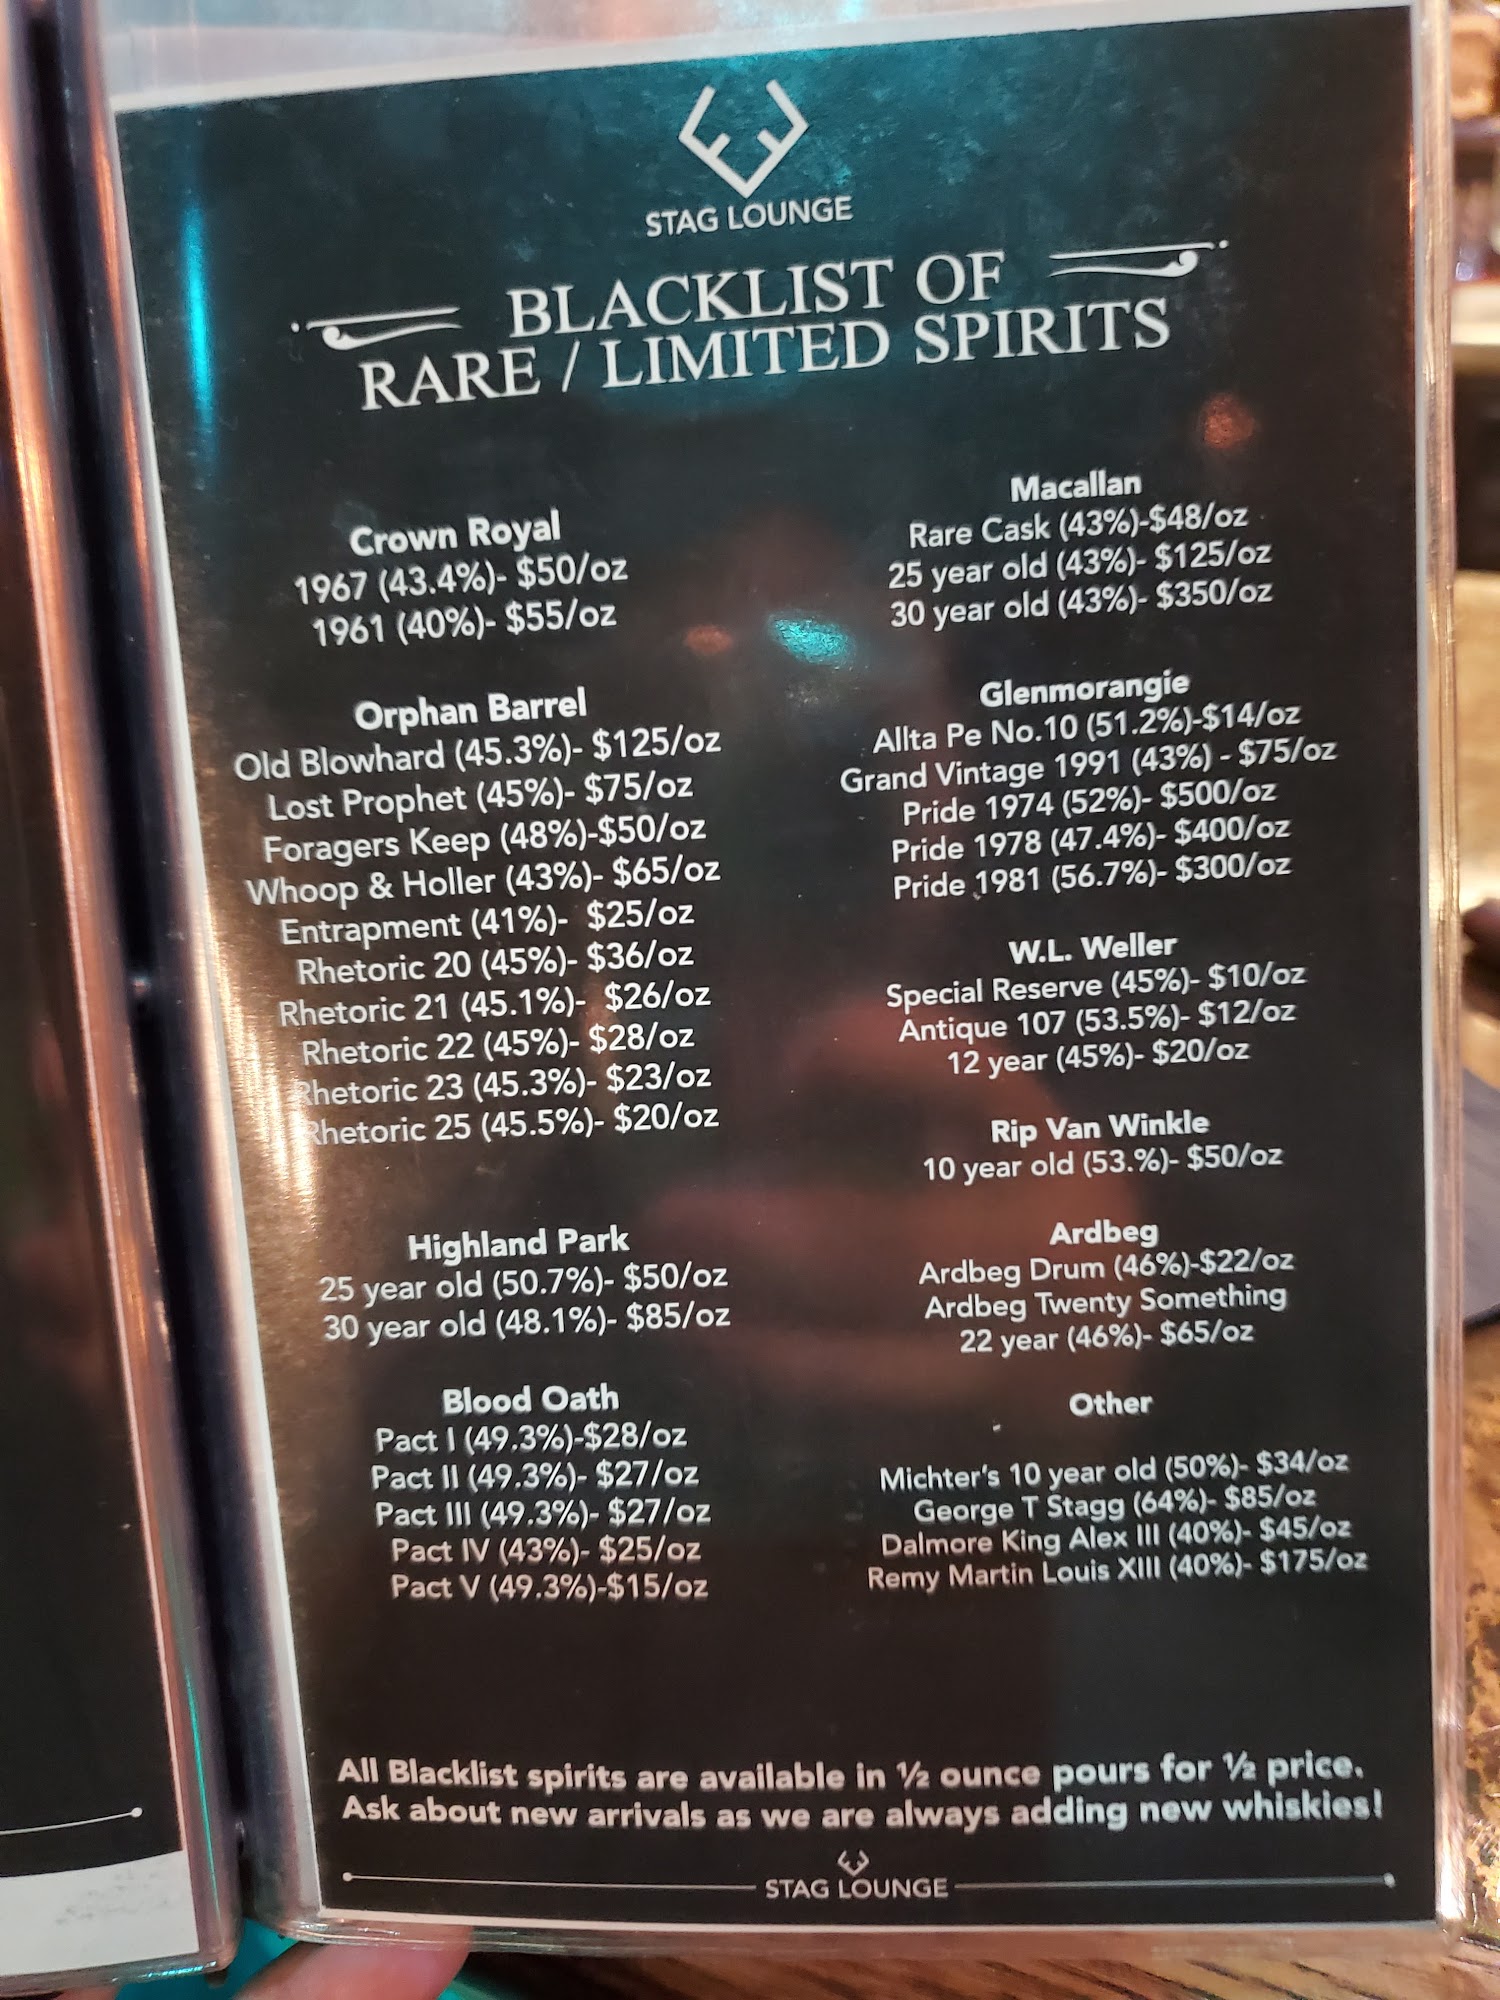 STAG LOUNGE
BLACKLIST OF
RARE / LIMITED SPIRITS
Crown Royal
1967 (43.4%)- $50/oz
1961 (40%)- $55/oz
Orphan Barrel
Old Blowhard (45.3%)- $125/oz
Lost Prophet (45%)- $75/oz
Foragers Keep (48%)-$50/oz
Whoop & Holler (43%)- $65/oz
Entrapment (41%)- $25/oz
Rhetoric 20 (45%)- $36/oz
Rhetoric 21 (45.1%)- $26/oz
Rhetoric 22 (45%)- $28/oz
Rhetoric 23 (45.3%)- $23/oz
Rhetoric 25 (45.5%)- $20/oz
Highland Park
25 year old (50.7%)- $50/oz
30 year old (48.1%)- $85/oz
Blood Oath
Pact I (49.3%)-$28/oz
Pact II (49.3%)- $27/oz
Pact III (49.3%)- $27/oz
Pact IV (43%)- $25/oz
Pact V (49.3%)-$15/oz
Macallan
Rare Cask (43%)-$48/oz
25 year old (43%)- $125/oz
30 year old (43%)- $350/oz
Glenmorangie
Allta Pe No.10 (51.2%)-$14/oz
Grand Vintage 1991 (43%) - $75/oz
Pride 1974 (52%)- $500/oz
Pride 1978 (47.4%)- $400/oz
Pride 1981 (56.7%)- $300/oz
W.L. Weller
Special Reserve (45%)- $10/oz
Antique 107 (53.5%)- $12/oz
12 year (45%)- $20/oz
Rip Van Winkle
10 year old (53.%)- $50/oz
Ardbeg
Ardbeg Drum (46%)-$22/oz
Ardbeg Twenty Something
22 year (46%)- $65/oz
Other
Michter's 10 year old (50%)- $34/oz
George T Stagg (64%)- $85/oz
Dalmore King Alex III (40%)- $45/oz
Remy Martin Louis XIII (40%)- $175/oz
All Blacklist spirits are available in ½ ounce pours for ½ price.
Ask about new arrivals as we are always adding new whiskies!
STAG LOUNGE